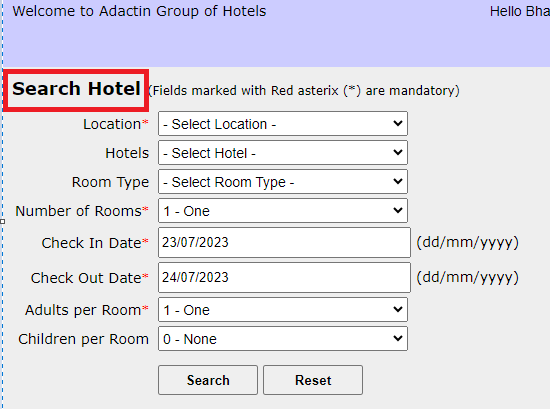 Welcome to Adactin Group of Hotels Hello Bha
Search Hotel (Fields marked with Red asterix (*) are mandatory)
Location* - Select Location -
Hotels - Select Hotel -
Room Type - Select Room Type -
Number of Rooms* 1 - One
Check In Date* 23/07/2023 (dd/mm/yyyy)
Check Out Date* 24/07/2023 (dd/mm/yyyy)
Adults per Room* 1 - One
Children per Room 0 - None
Search Reset